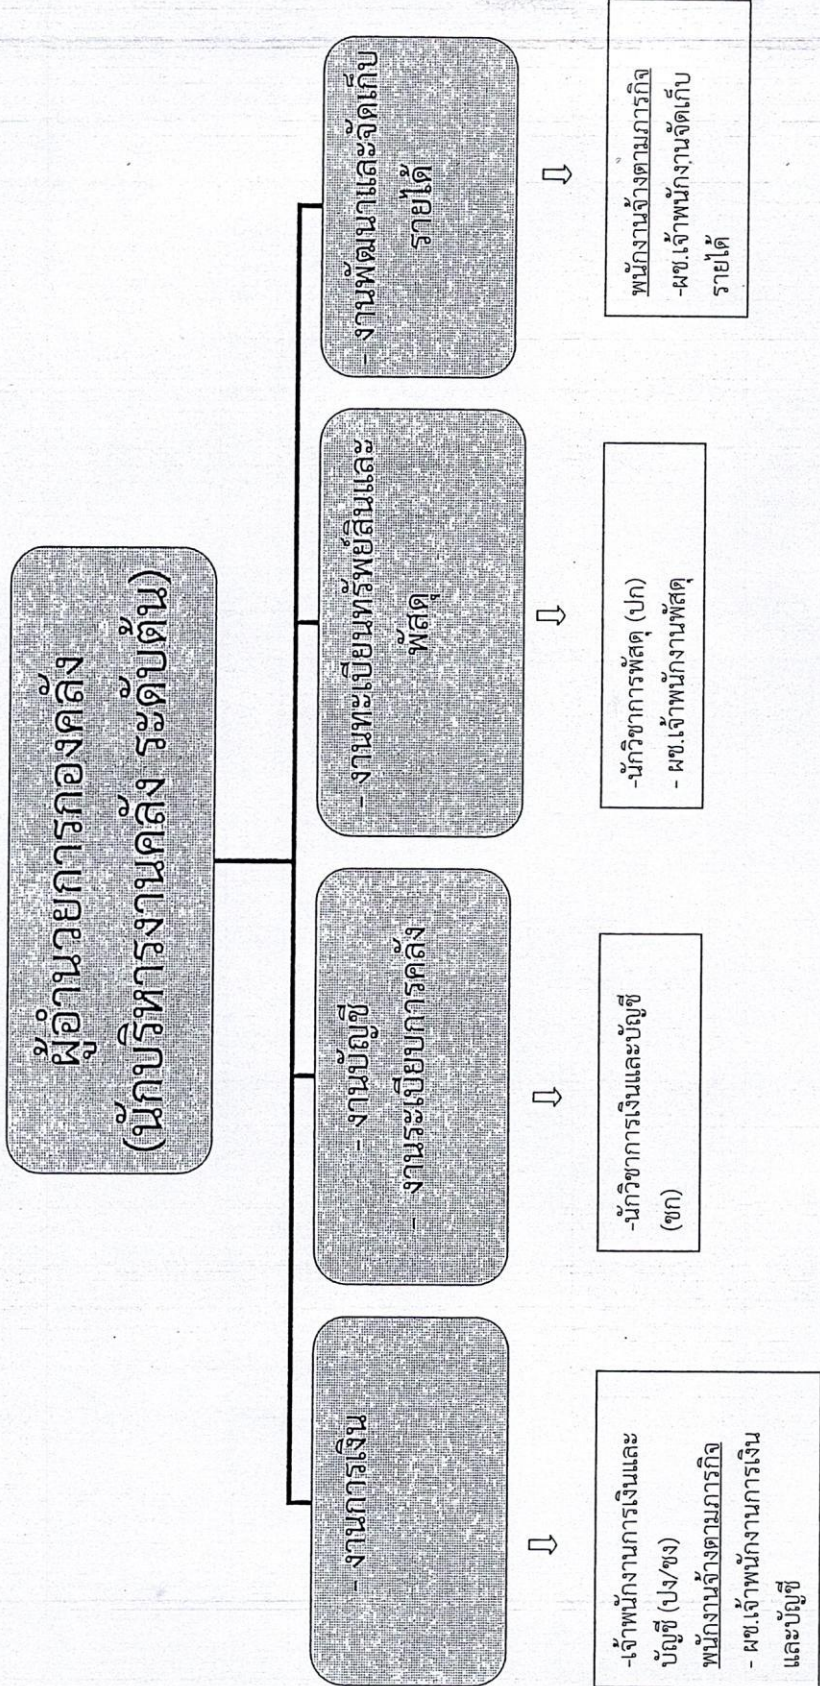 ผู้อำนวยการกองคลัง
(นักบริหารงานคลัง ระดับต้น)
- งานการเงิน
- งานบัญชี
- งานระเบียบการคลัง
- งานทะเบียนทรัพย์สินและ
พัสดุ
- งานพัฒนาและจัดเก็บ
รายได้
-เจ้าพนักงานการเงินและ
บัญชี (ปง/ชง)
พนักงานจ้างตามภารกิจ
- ผช.เจ้าพนักงานการเงิน
และบัญชี
-นักวิชาการเงินและบัญชี
(ชก)
-นักวิชาการพัสดุ (ปก)
- ผช.เจ้าพนักงานพัสดุ
พนักงานจ้างตามภารกิจ
-ผช.เจ้าพนักงานจัดเก็บ
รายได้